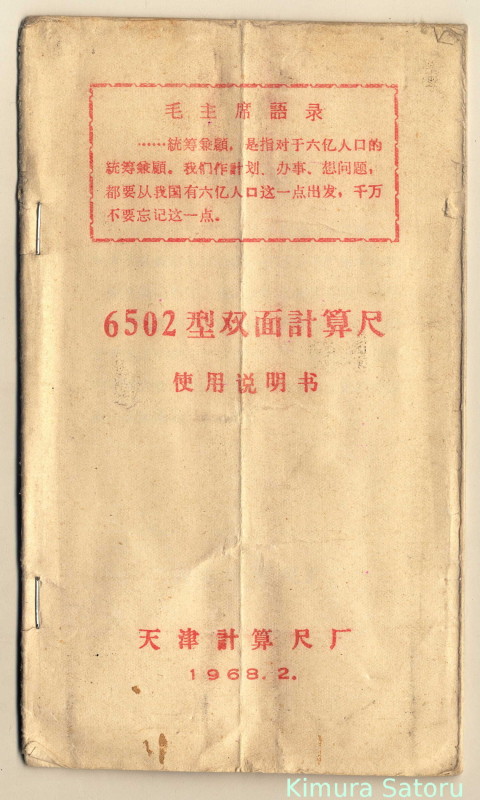 毛主席語录
……統筹兼顧，是指对于六亿人口的
統筹兼顧。我们作計划、办事、想问题，
都要从我国有六亿人口这一点出发，千万
不要忘记这一点。
6502型双面計算尺
使用说明书
天津計算尺厂
1968.2.
Kimura Satoru